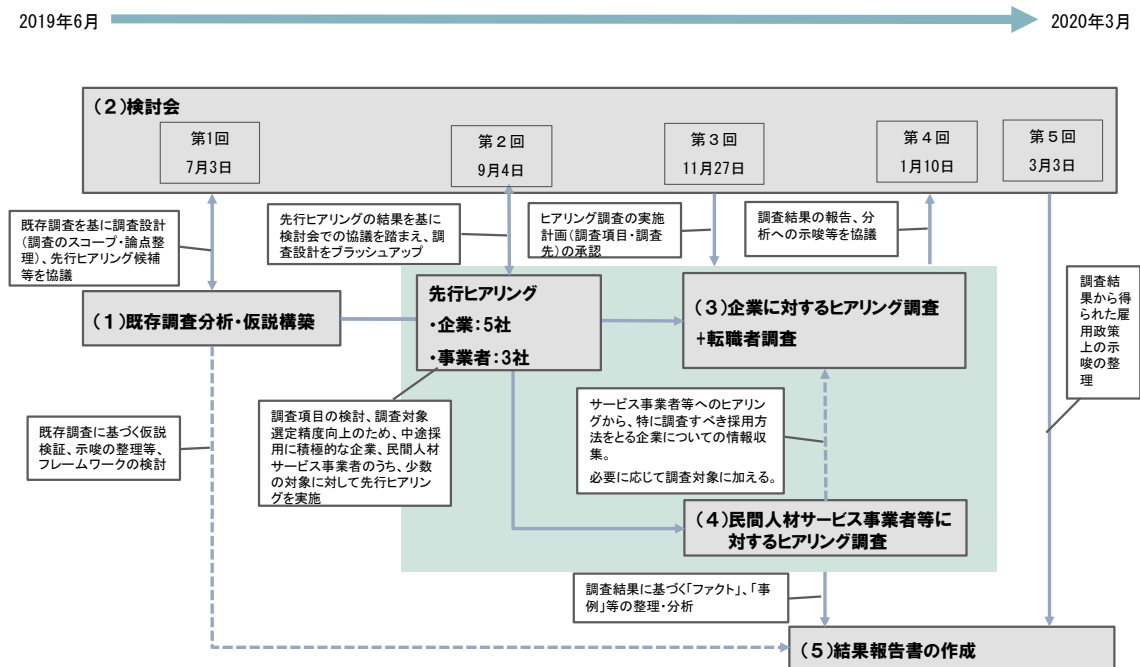 2019年6月
2020年3月
(2)検討会
第1回
7月3日
第2回
9月4日
第3回
11月27日
第4回
1月10日
第5回
3月3日
既存調査を基に調査設計
(調査のスコープ・論点整
理)、先行ヒアリング候補
等を協議
先行ヒアリングの結果を基に
検討会での協議を踏まえ、調
査設計をブラッシュアップ
ヒアリング調査の実施
計画(調査項目・調査
先)の承認
調査結果の報告、分
析への示唆等を協議
(1)既存調査分析・仮説構築
先行ヒアリング
・企業:5社
・事業者:3社
(3)企業に対するヒアリング調査
+転職者調査
調査結
果から得
られた雇
用政策
上の示
唆の整
理
既存調査に基づく仮説
検証、示唆の整理等、
フレームワークの検討
調査項目の検討、調査対象
選定精度向上のため、中途採
用に積極的な企業、民間人材
サービス事業者のうち、少数
の対象に対して先行ヒアリン
グを実施
サービス事業者等へのヒアリン
グから、特に調査すべき採用方
法をとる企業についての情報収
集。
必要に応じて調査対象に加える。
(4)民間人材サービス事業者等に
対するヒアリング調査
調査結果に基づく「ファクト」、「事
例」等の整理・分析
(5)結果報告書の作成